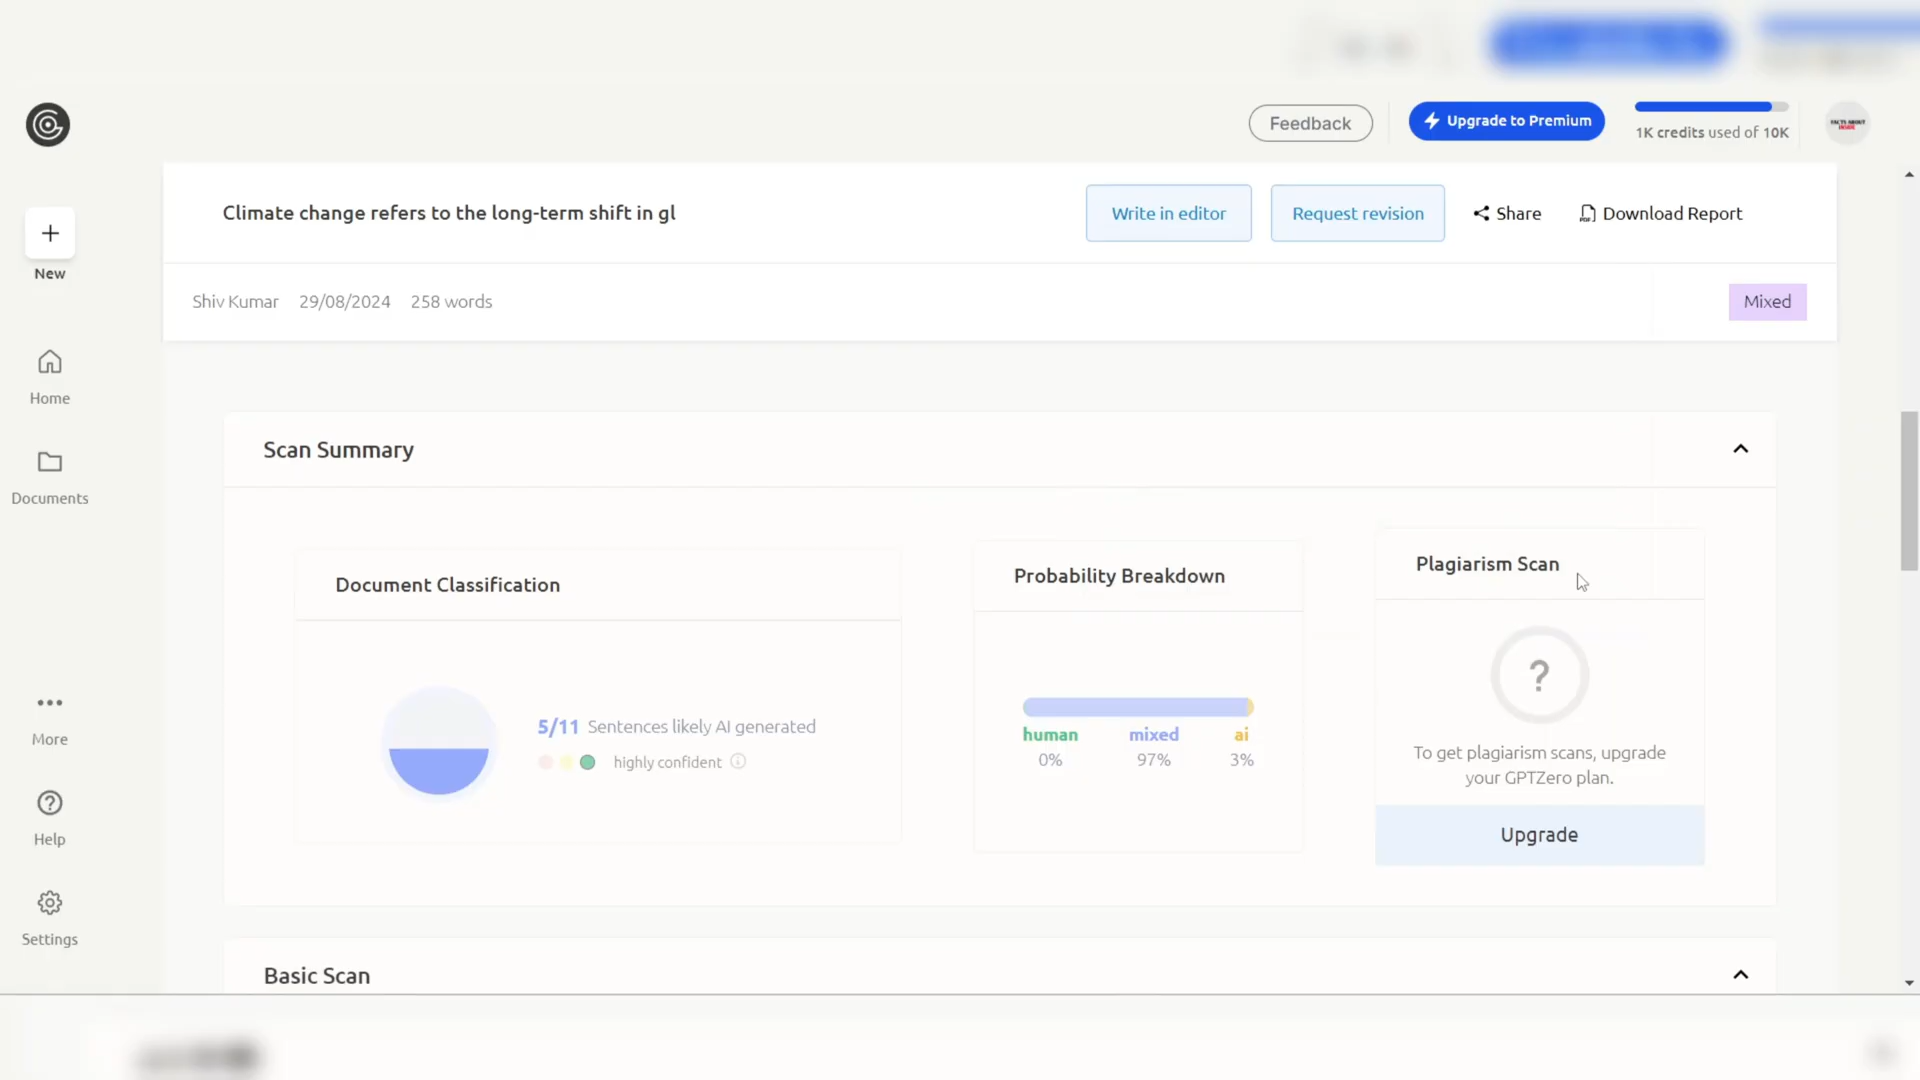 Feedback
Upgrade to Premium
1K credits used of 10K
FACTS ABOUT
INSIDE
New
Climate change refers to the long-term shift in gl
Write in editor
Request revision
Share
Download Report
Shiv Kumar 29/08/2024 258 words
Mixed
Home
Documents
Scan Summary
Document Classification
5/11 Sentences likely AI generated
highly confident
Probability Breakdown
human mixed ai
0% 97% 3%
Plagiarism Scan
?
To get plagiarism scans, upgrade
your GPTZero plan.
Upgrade
More
Help
Settings
Basic Scan